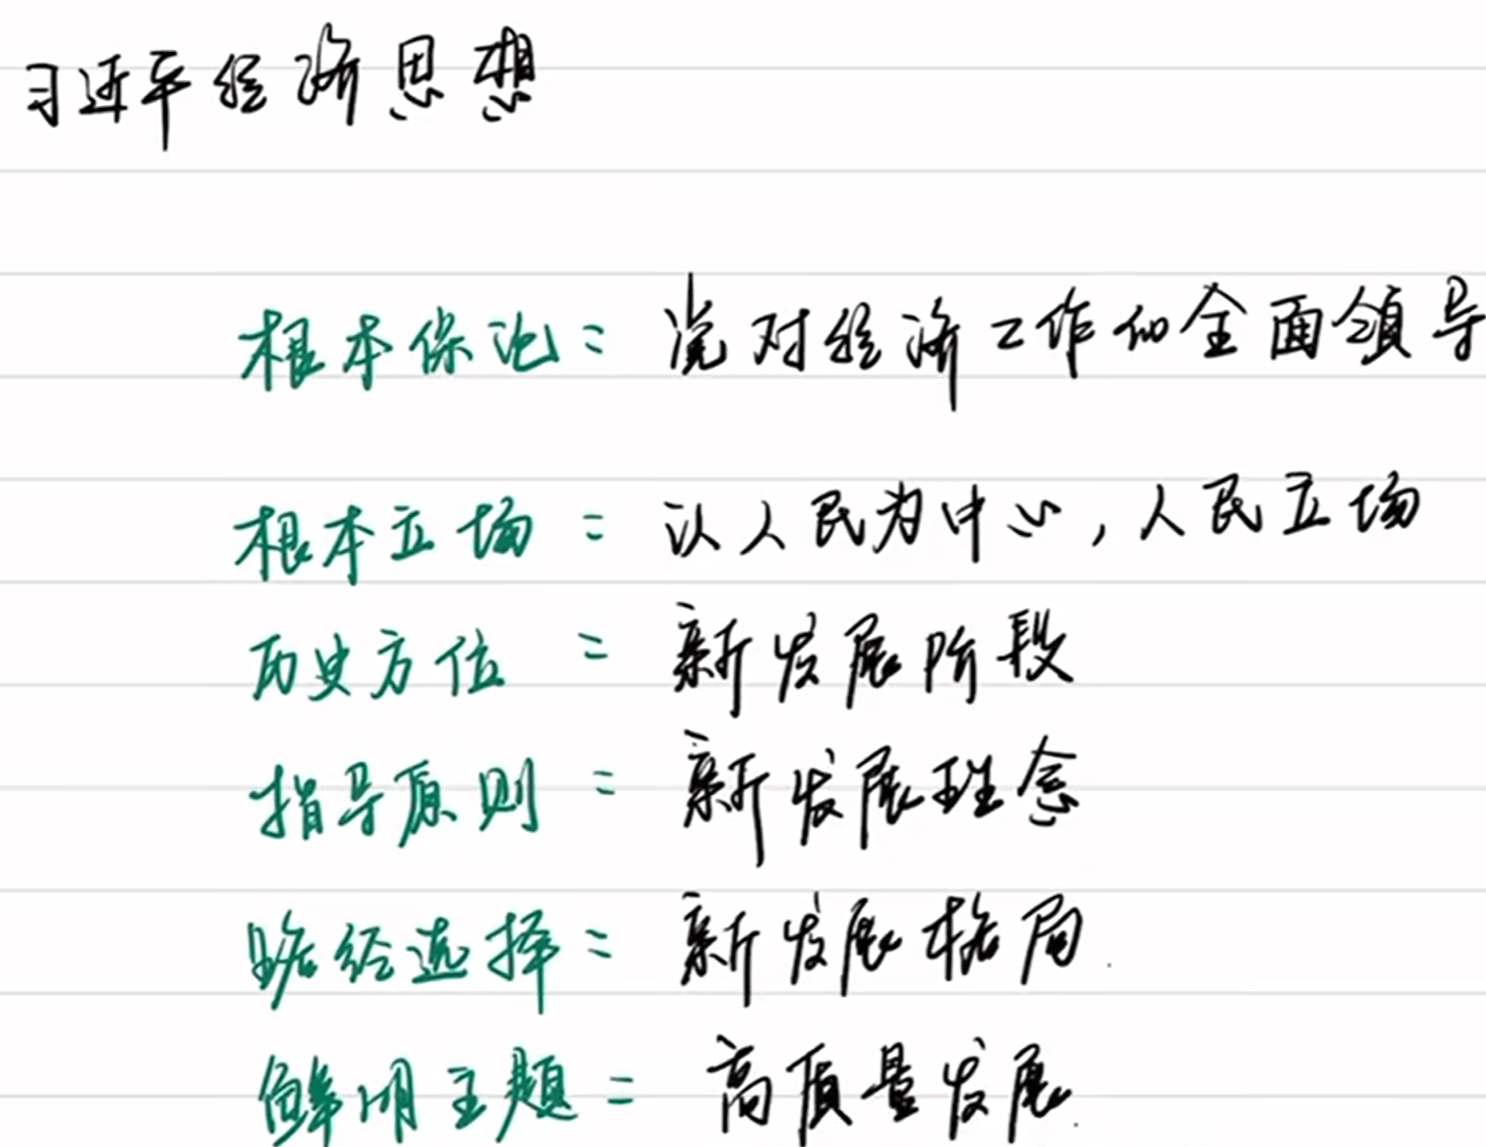 习近平经济思想
根本保证：党对经济工作的全面领导
根本立场：以人民为中心，人民立场
历史方位：新发展阶段
指导原则：新发展理念
路径选择：新发展格局
鲜明主题：高质量发展